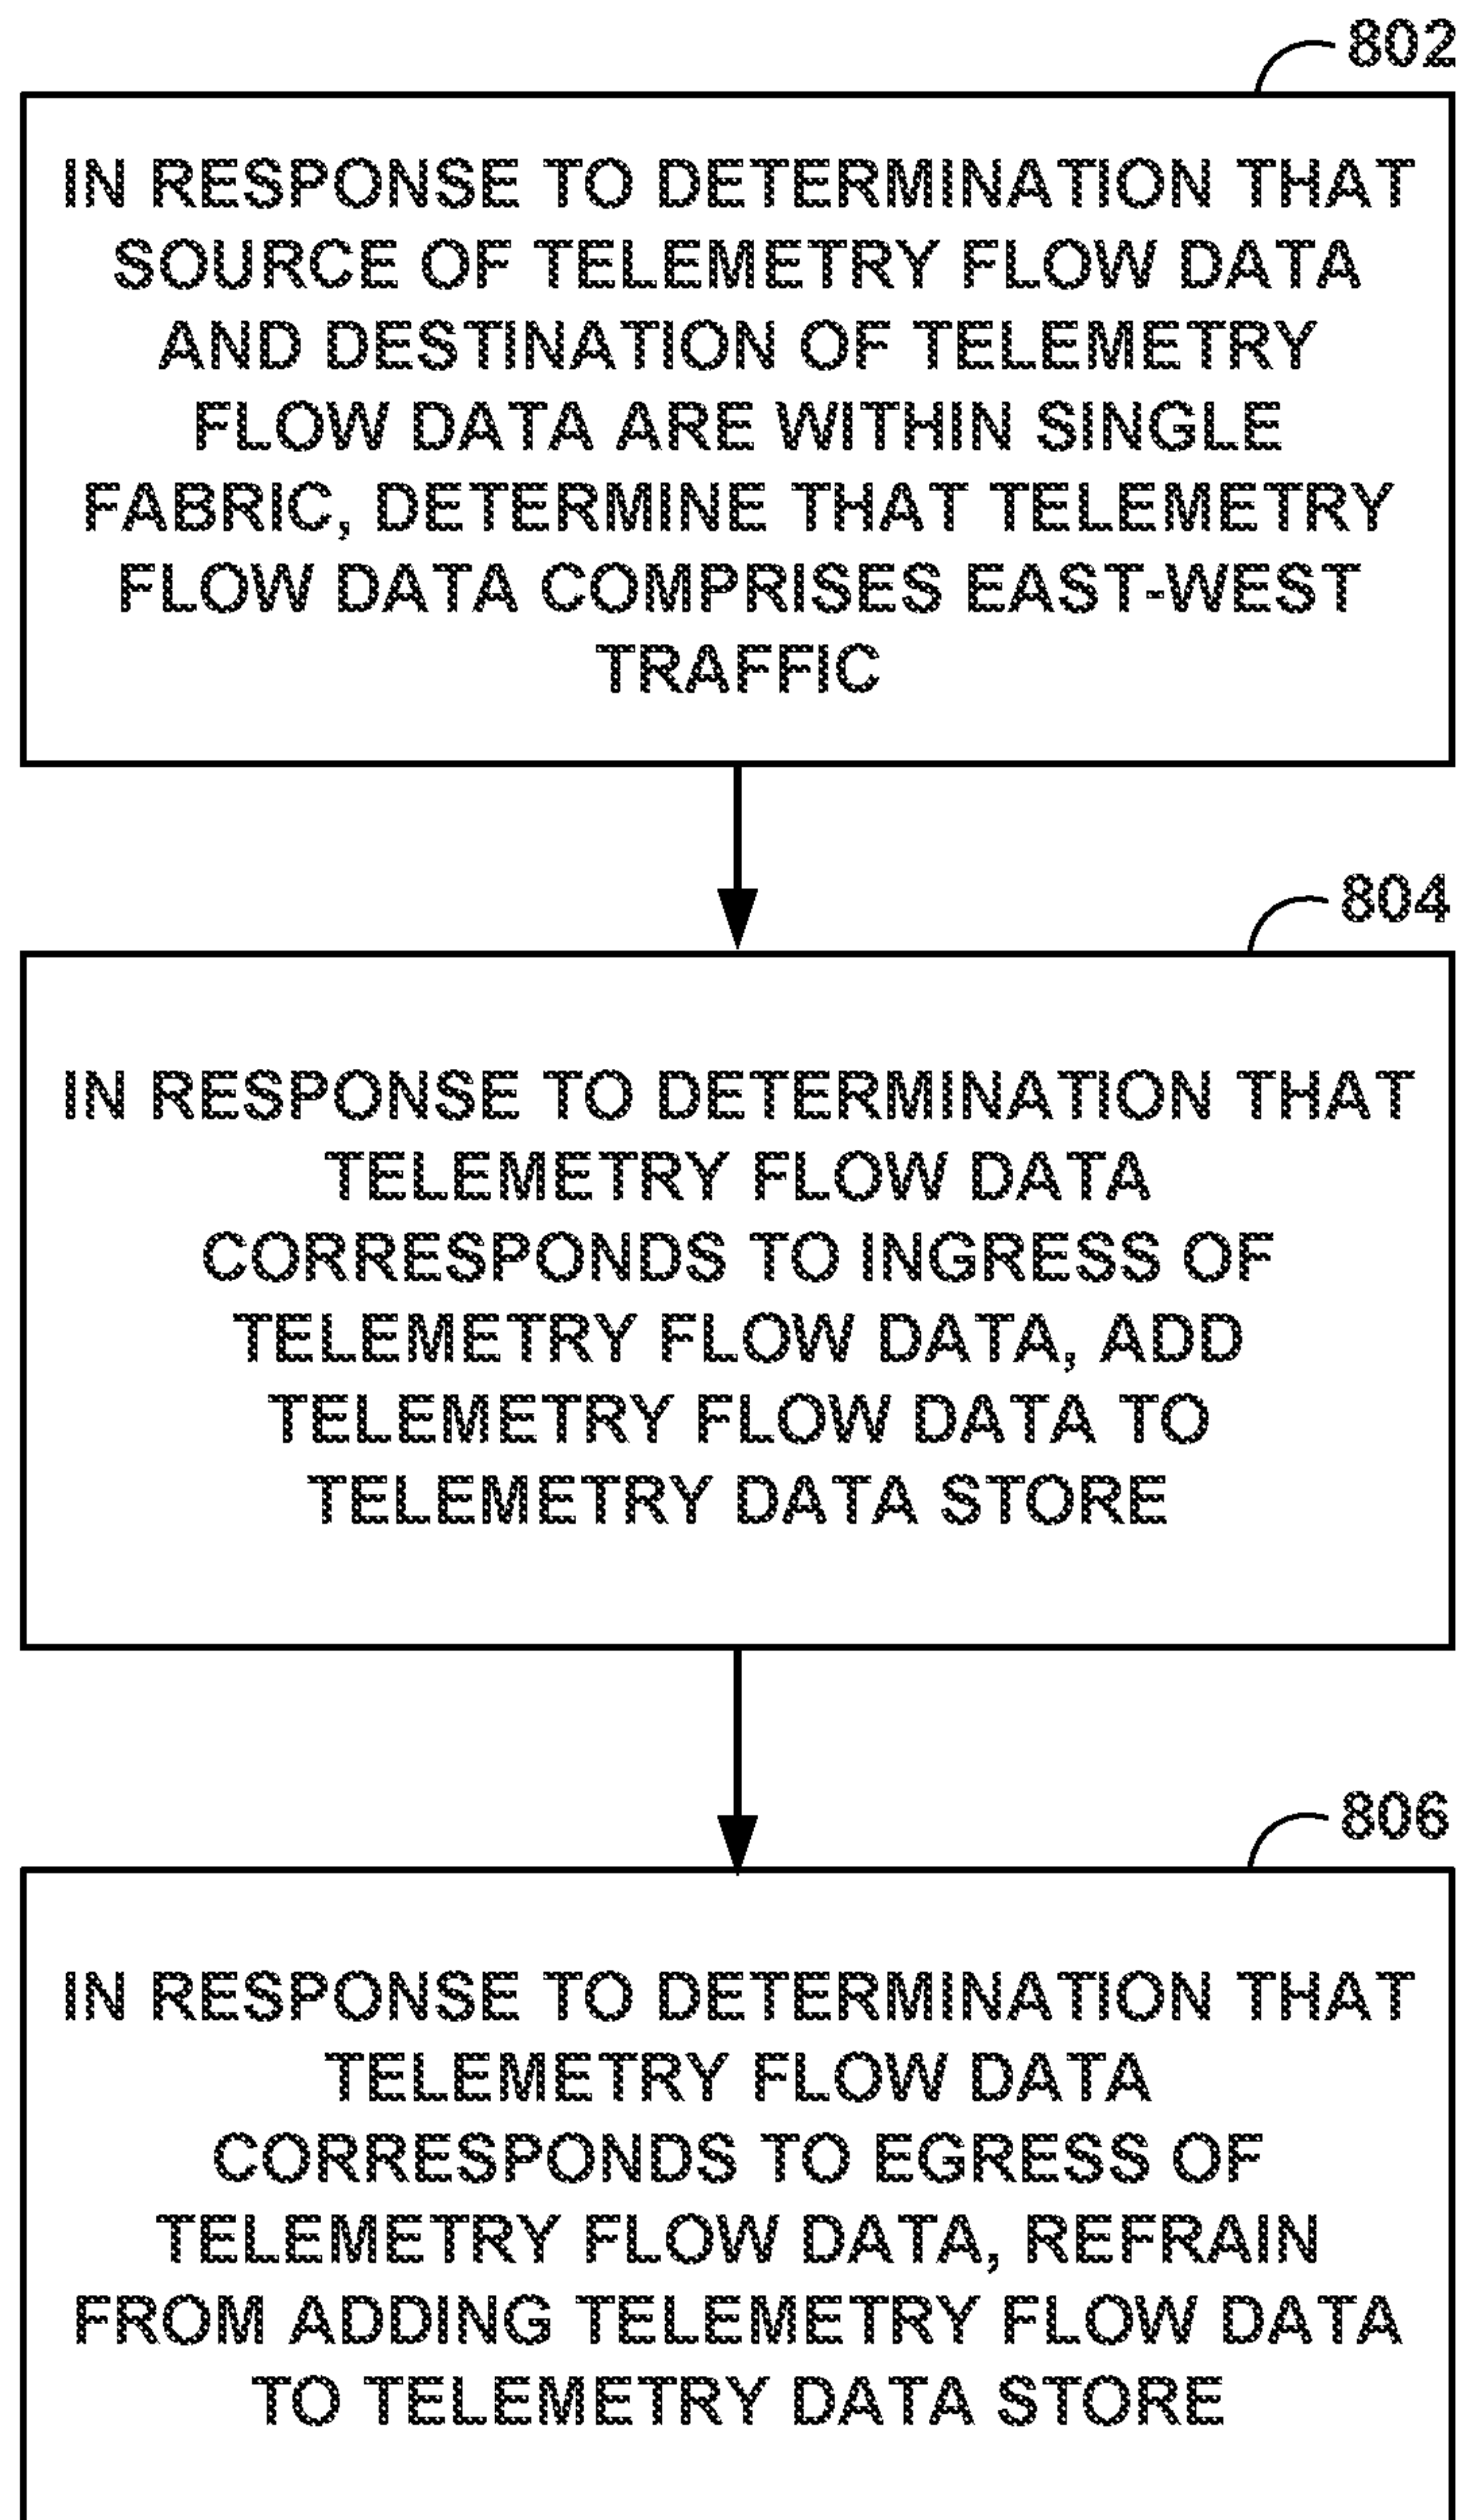 802
IN RESPONSE TO DETERMINATION THAT
SOURCE OF TELEMETRY FLOW DATA
AND DESTINATION OF TELEMETRY
FLOW DATA ARE WITHIN SINGLE
FABRIC, DETERMINE THAT TELEMETRY
FLOW DATA COMPRISES EAST-WEST
TRAFFIC
804
IN RESPONSE TO DETERMINATION THAT
TELEMETRY FLOW DATA
CORRESPONDS TO INGRESS OF
TELEMETRY FLOW DATA, ADD
TELEMETRY FLOW DATA TO
TELEMETRY DATA STORE
806
IN RESPONSE TO DETERMINATION THAT
TELEMETRY FLOW DATA
CORRESPONDS TO EGRESS OF
TELEMETRY FLOW DATA, REFRAIN
FROM ADDING TELEMETRY FLOW DATA
TO TELEMETRY DATA STORE